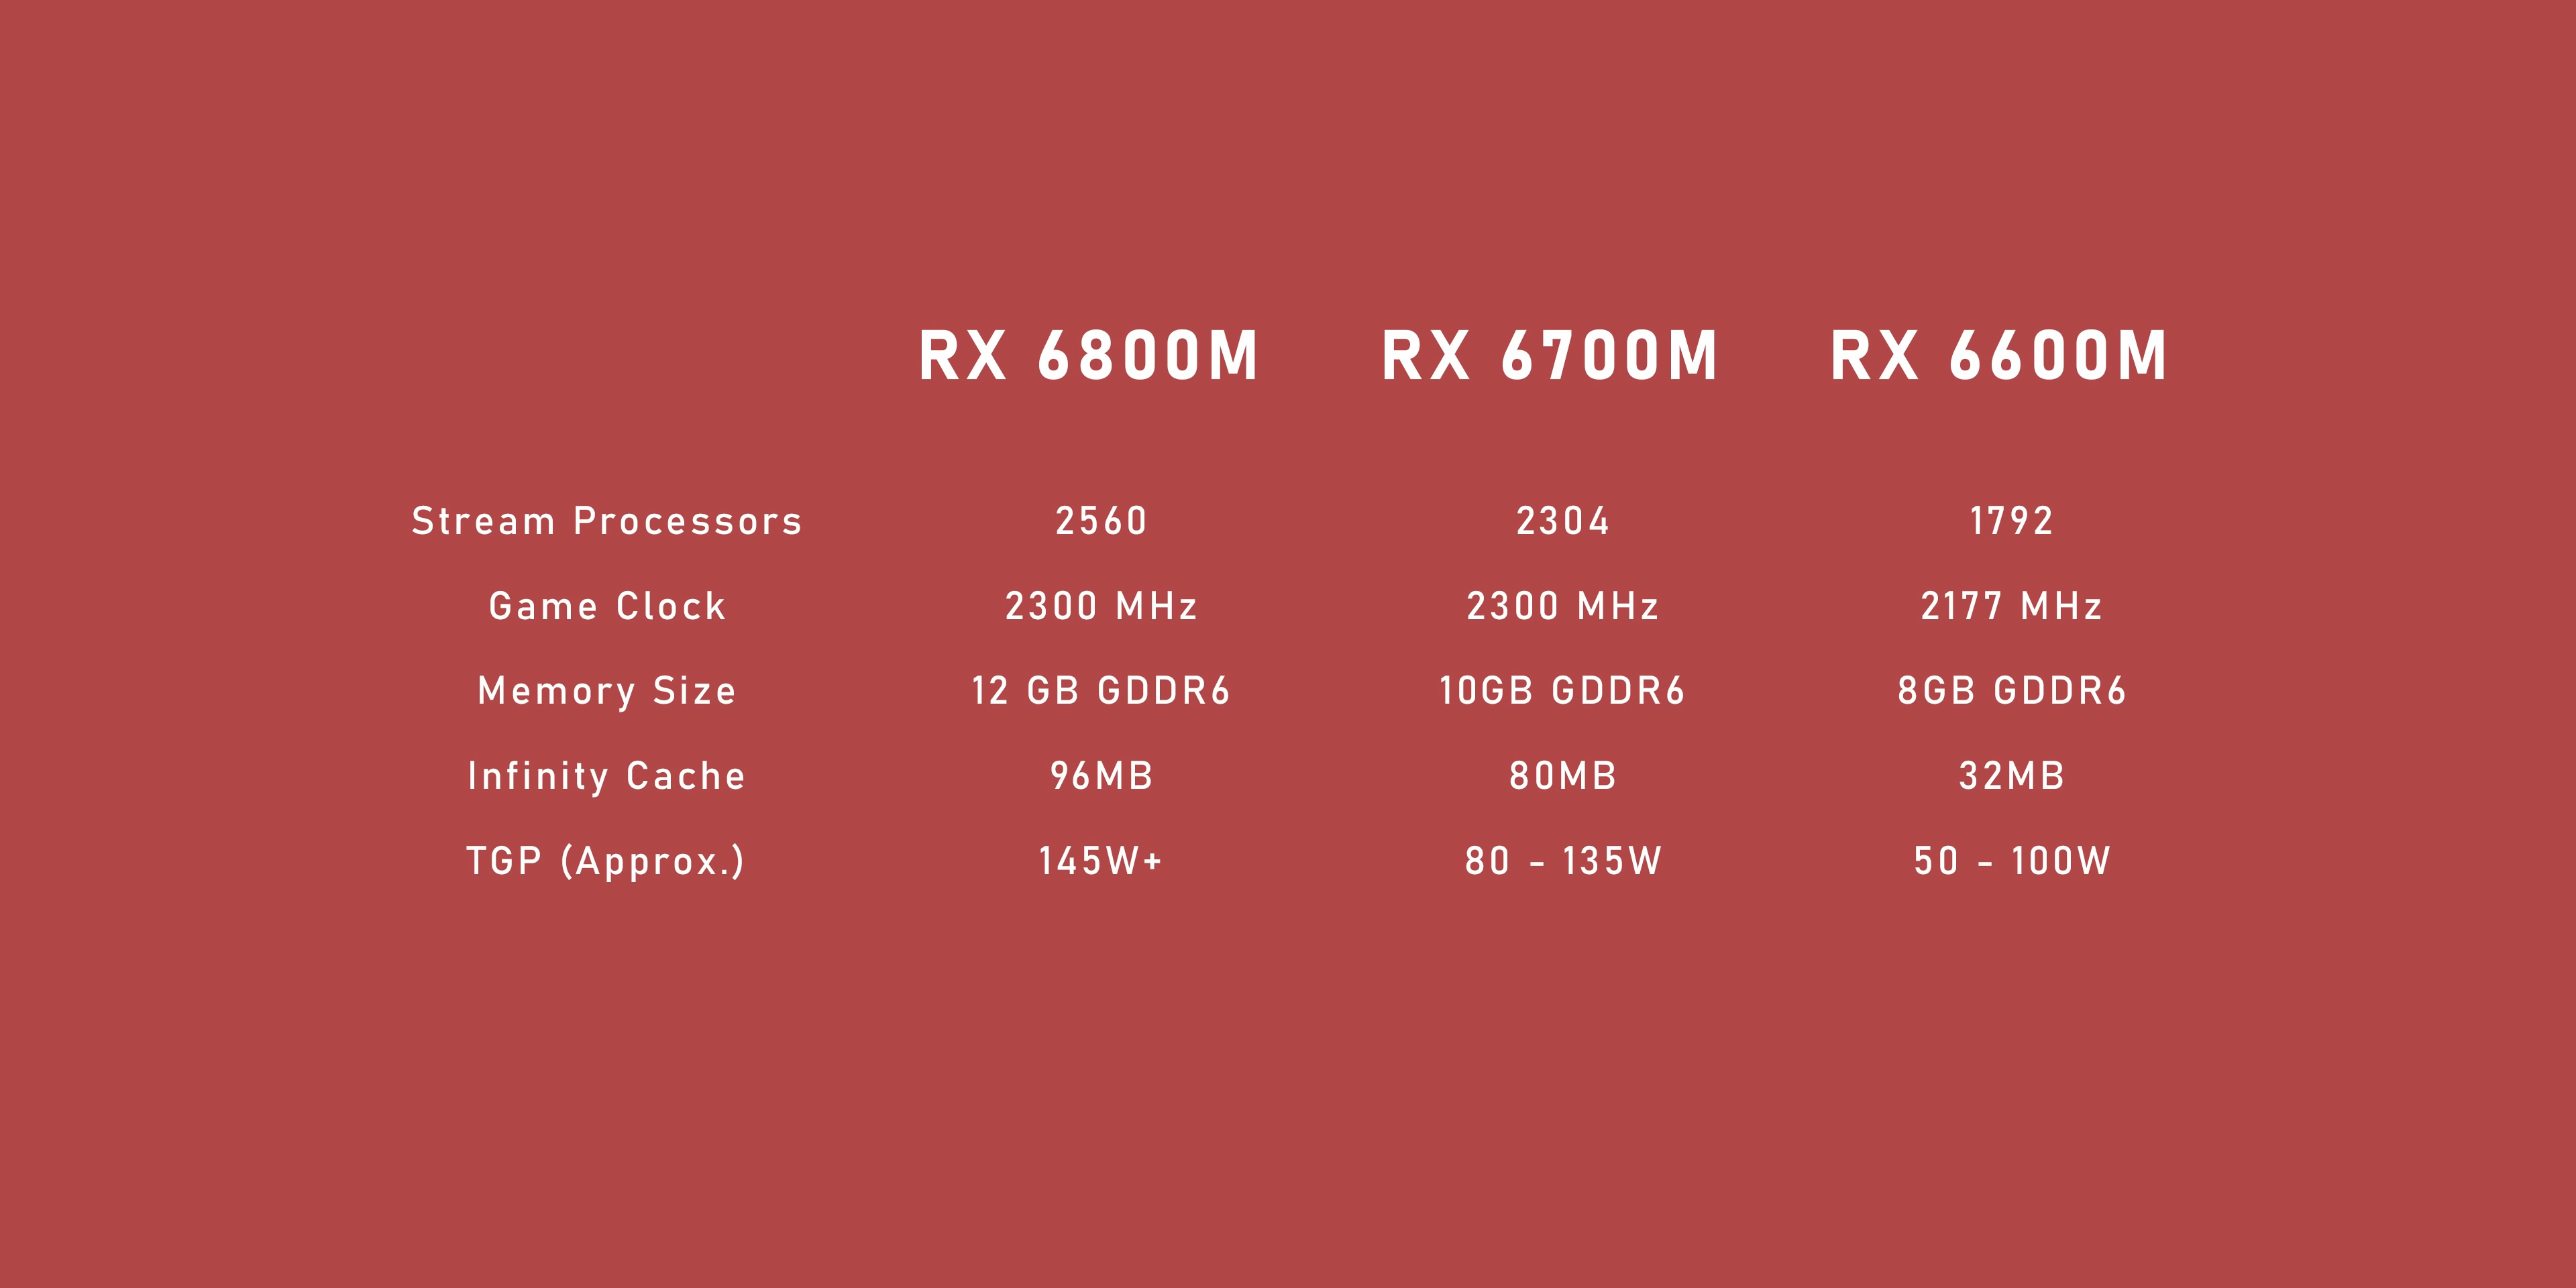 RX 6800M RX 6700M RX 6600M
Stream Processors 2560 2304 1792
Game Clock 2300 MHz 2300 MHz 2177 MHz
Memory Size 12 GB GDDR6 10GB GDDR6 8GB GDDR6
Infinity Cache 96MB 80MB 32MB
TGP (Approx.) 145W+ 80 - 135W 50 - 100W